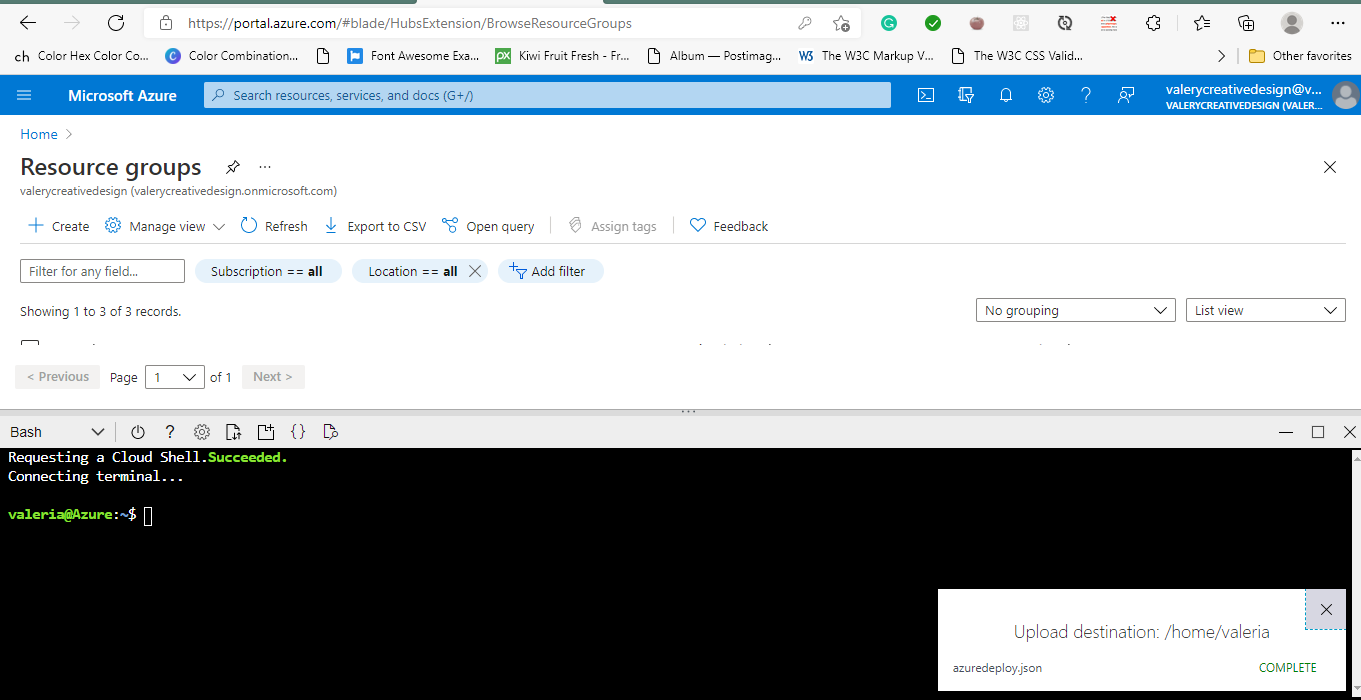 https://portal.azure.com/#blade/HubsExtension/BrowseResourceGroups
ch Color Hex Color Co... C Color Combination... Font Awesome Exa... px Kiwi Fruit Fresh - Fr... Album — Postimag... W3 The W3C Markup V... The W3C CSS Valid... Other favorites
Microsoft Azure Search resources, services, and docs (G+/) valerycreativedesign@v...
VALERYCREATIVEDESIGN (VALER...
Home >
Resource groups ...
valerycreativedesign (valerycreativedesign.onmicrosoft.com)
+ Create Manage view Refresh Export to CSV Open query Assign tags Feedback
Filter for any field... Subscription == all Location == all Add filter
Showing 1 to 3 of 3 records. No grouping List view
< Previous Page 1 of 1 Next >
Bash ? {}
Requesting a Cloud Shell.Succeeded.
Connecting terminal...
valeria@Azure:~$
Upload destination: /home/valeria
azuredeploy.json COMPLETE